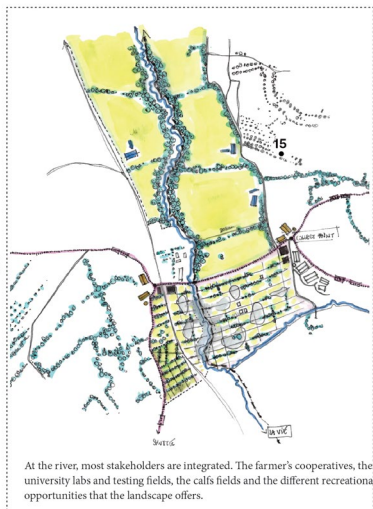 15
COLLEGE POINT
LA VIE
At the river, most stakeholders are integrated. The farmer's cooperatives, the
university labs and testing fields, the calfs fields and the different recreationa
opportunities that the landscape offers.